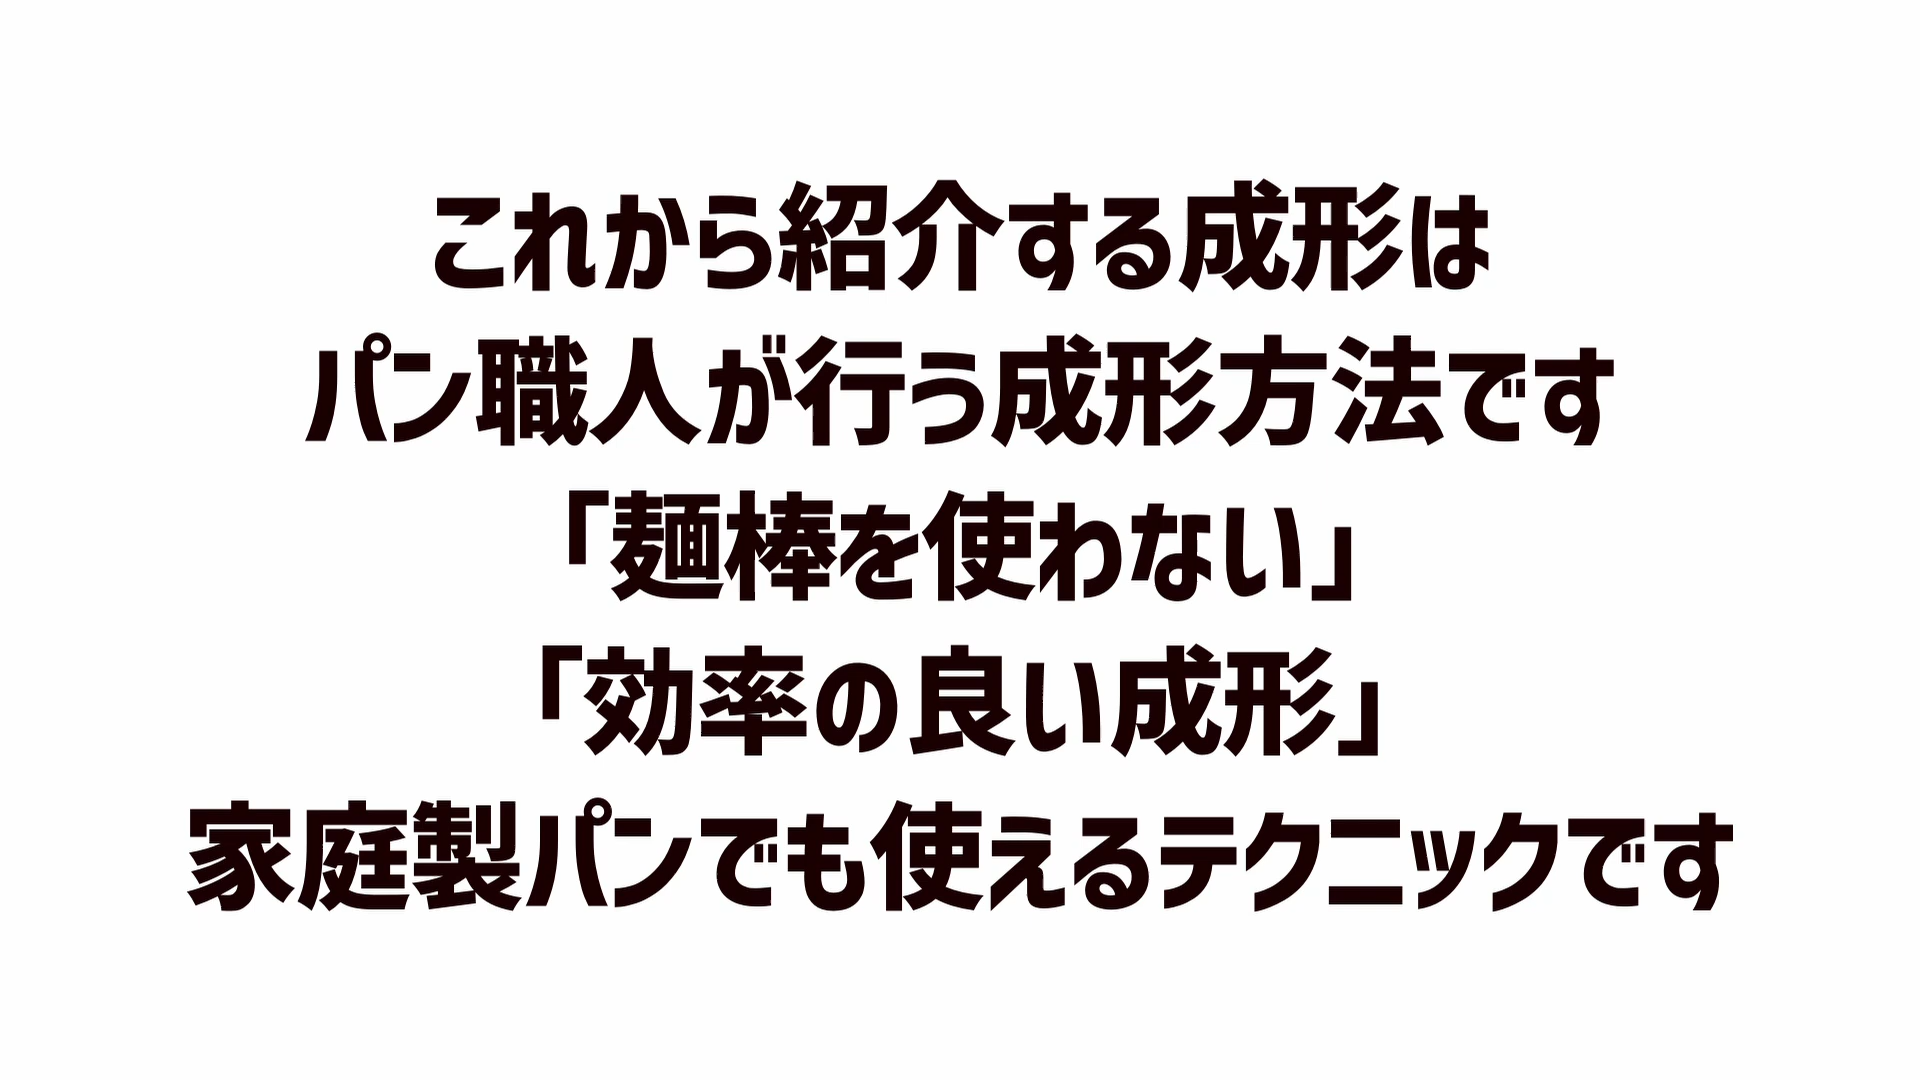 これから紹介する成形は
パン職人が行う成形方法です
「麺棒を使わない」
「効率の良い成形」
家庭製パンでも使えるテクニックです